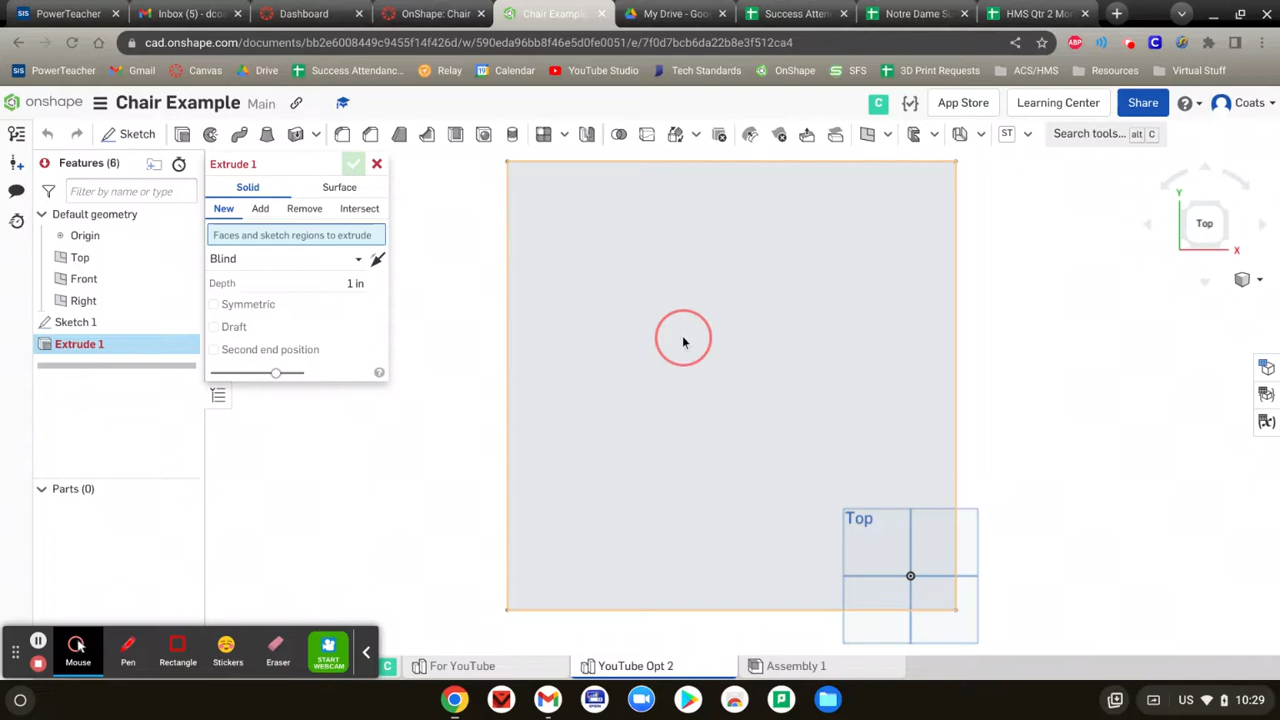 PowerTeacher
Inbox (5) - dcoa
Dashboard
OnShape: Chair
Chair Example
My Drive - Goo
Success Atten
Notre Dame Su
HMS Qtr 2 Mo
cad.onshape.com/documents/bb2e6008449c9455f14f426d/w/590eda96bb8f46e5d0fe0051/e/7f0d7bcb6da22b8e3f512ca4
PowerTeacher
Gmail
Canvas
Drive
Success Attendanc...
Relay
Calendar
YouTube Studio
Tech Standards
OnShape
SFS
3D Print Requests
ACS/HMS
Resources
Virtual Stuff
onshape
Chair Example
Main
C
App Store
Learning Center
Share
Coats
Sketch
ST
Search tools...
alt C
Features (6)
Filter by name or type
Default geometry
Origin
Top
Front
Right
Sketch 1
Extrude 1
Parts (0)
Extrude 1
Solid
Surface
New
Add
Remove
Intersect
Faces and sketch regions to extrude
Blind
Depth
1 in
Symmetric
Draft
Second end position
Top
Y
Top
X
Mouse
Pen
Rectangle
Stickers
Eraser
START
WEBCAM
C
For YouTube
YouTube Opt 2
Assembly 1
US
10:29